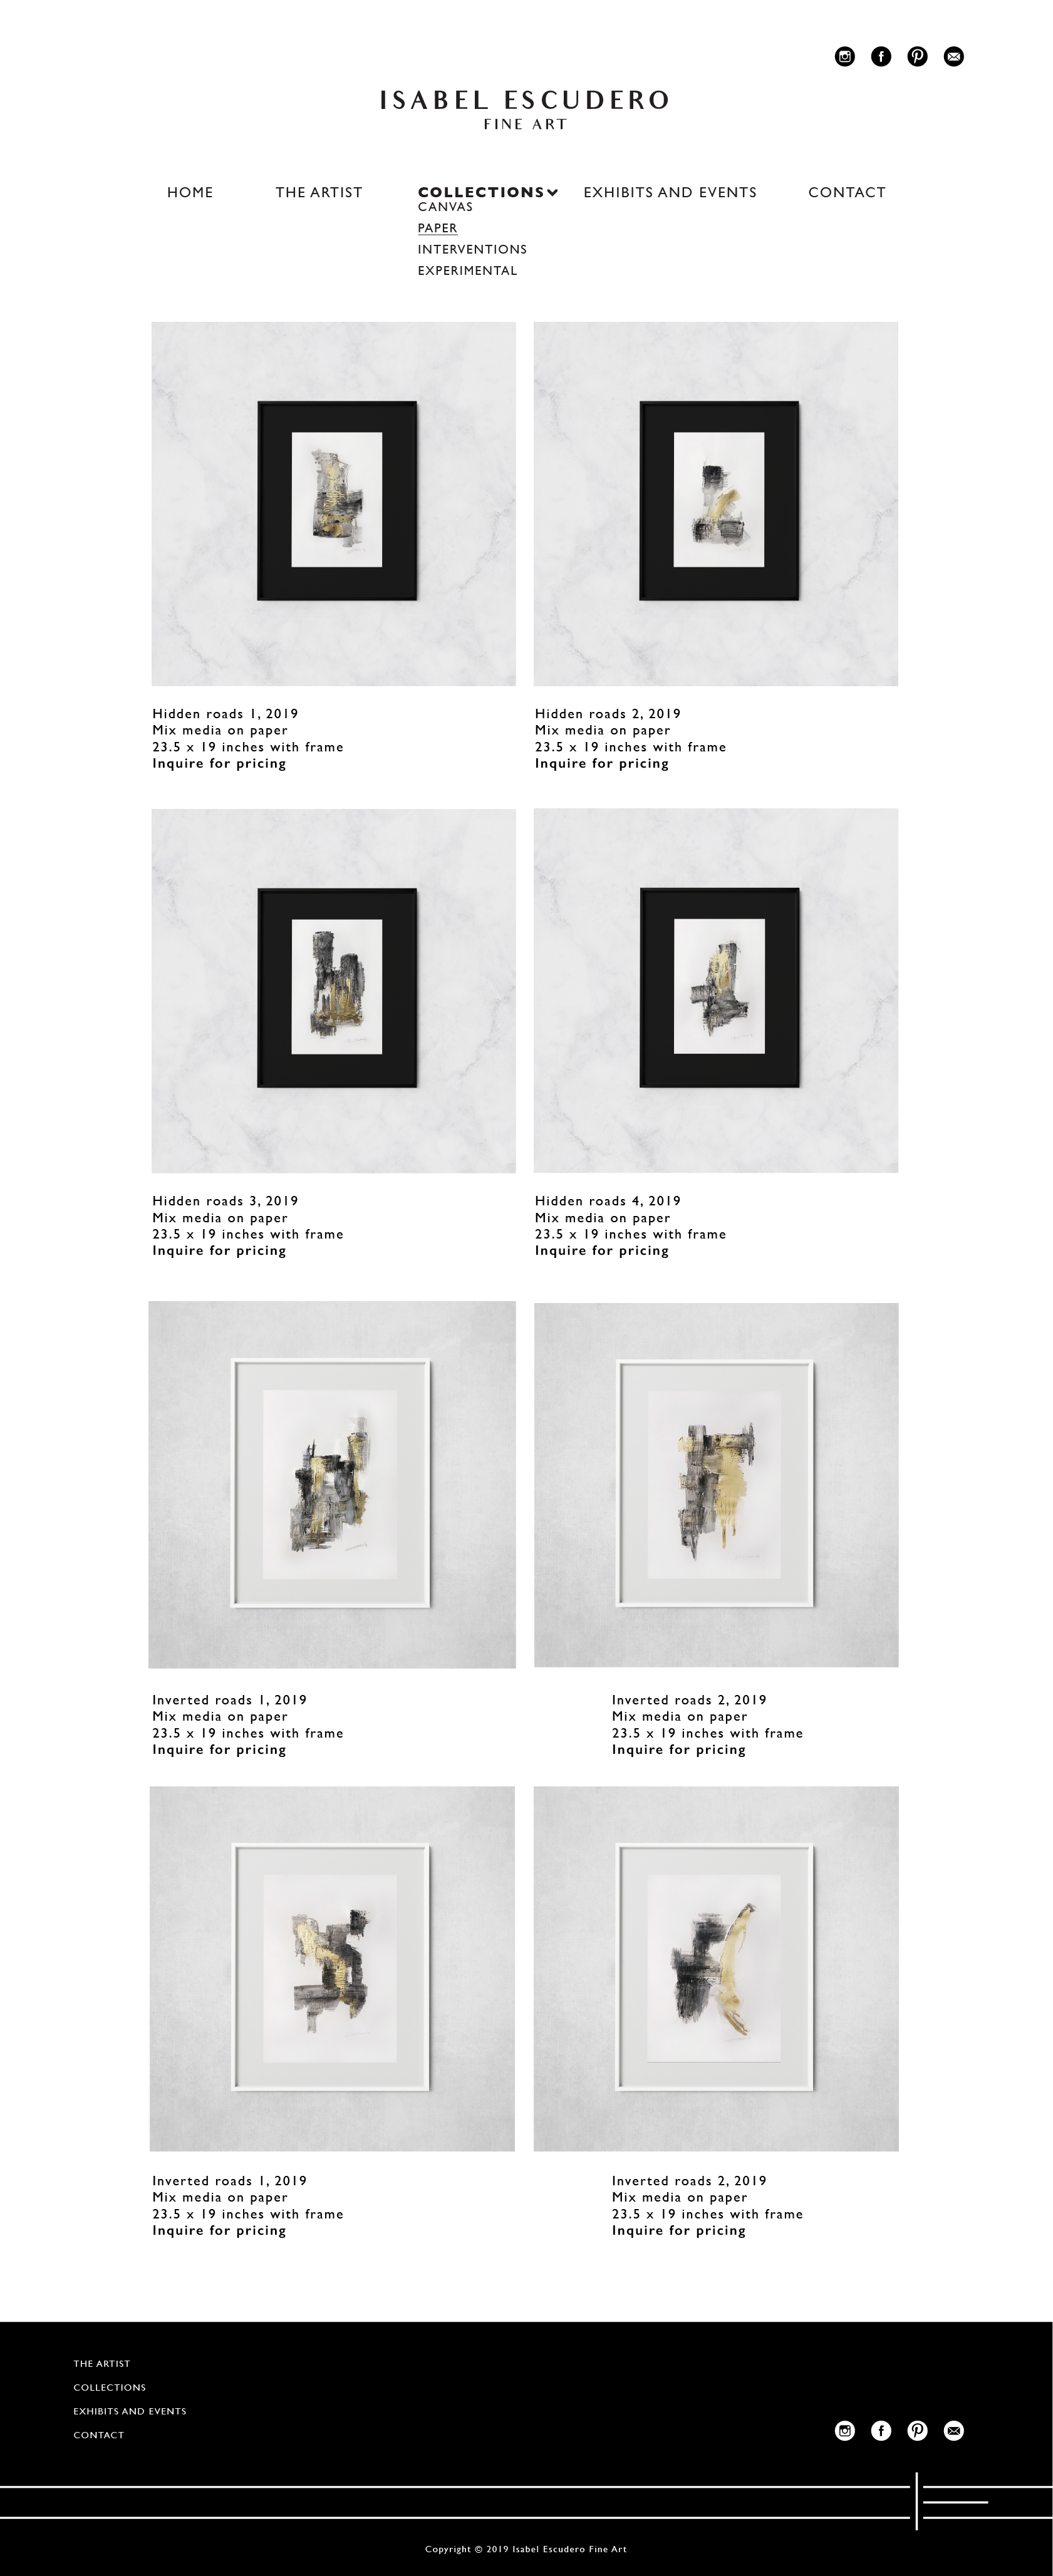 ISABEL ESCUDERO
FINE ART
HOME
THE ARTIST
COLLECTIONS
CANVAS
PAPER
INTERVENTIONS
EXPERIMENTAL
EXHIBITS AND EVENTS
CONTACT
Hidden roads 1, 2019
Mix media on paper
23.5 x 19 inches with frame
Inquire for pricing
Hidden roads 2, 2019
Mix media on paper
23.5 x 19 inches with frame
Inquire for pricing
Hidden roads 3, 2019
Mix media on paper
23.5 x 19 inches with frame
Inquire for pricing
Hidden roads 4, 2019
Mix media on paper
23.5 x 19 inches with frame
Inquire for pricing
Inverted roads 1, 2019
Mix media on paper
23.5 x 19 inches with frame
Inquire for pricing
Inverted roads 2, 2019
Mix media on paper
23.5 x 19 inches with frame
Inquire for pricing
Inverted roads 1, 2019
Mix media on paper
23.5 x 19 inches with frame
Inquire for pricing
Inverted roads 2, 2019
Mix media on paper
23.5 x 19 inches with frame
Inquire for pricing
THE ARTIST
COLLECTIONS
EXHIBITS AND EVENTS
CONTACT
Copyright © 2019 Isabel Escudero Fine Art